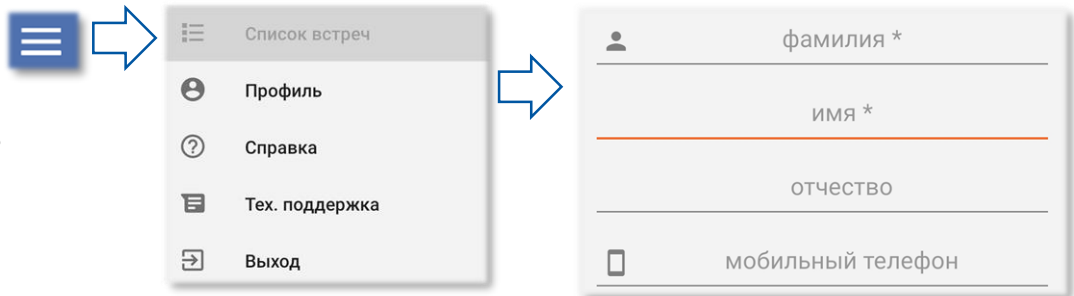 Список встреч
Профиль
Справка
Тех. поддержка
Выход
фамилия *
имя *
отчество
мобильный телефон